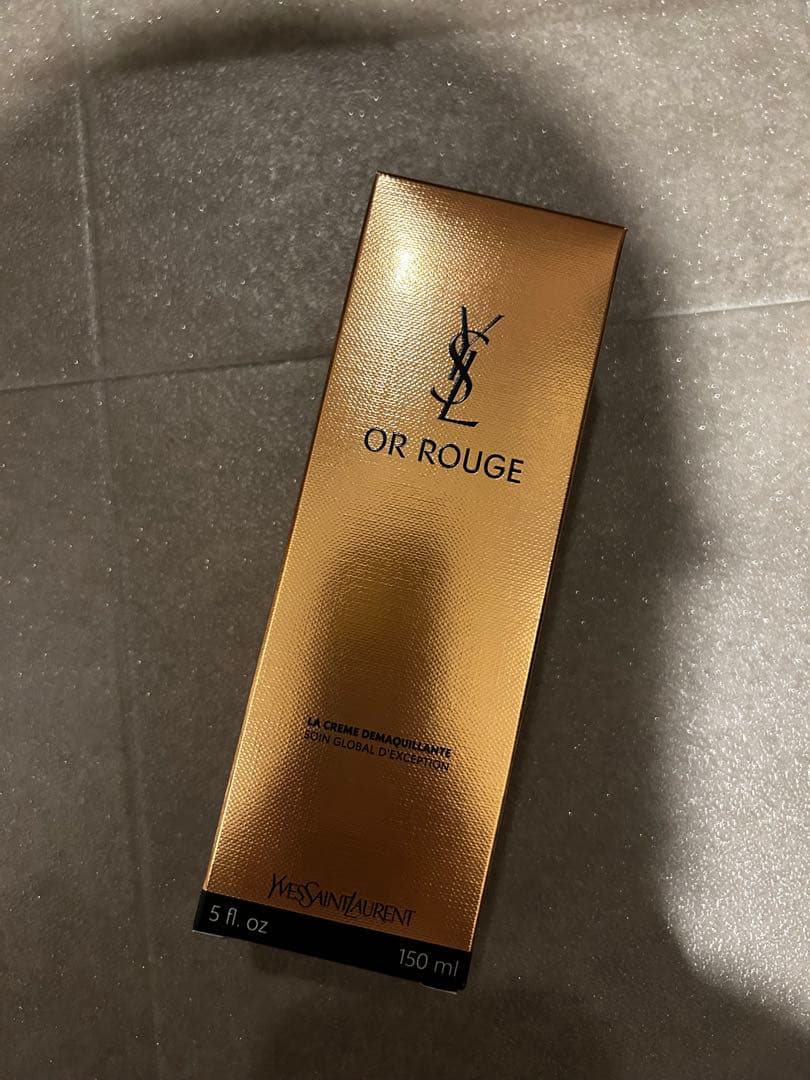 YSL
OR ROUGE
LA CREME DEMAQUILLANTE
SOIN GLOBAL D'EXCEPTION
YVESSAINTLAURENT
5 fl. oz
150 ml